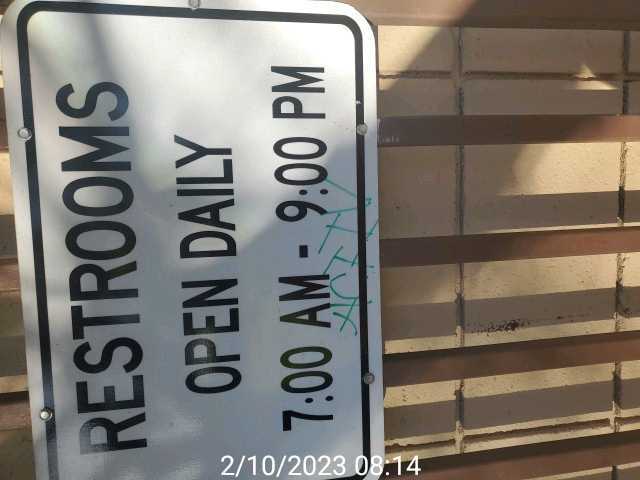 RESTROOMS
OPEN DAILY
7:00 AM - 9:00 PM
2/10/2023 08:14